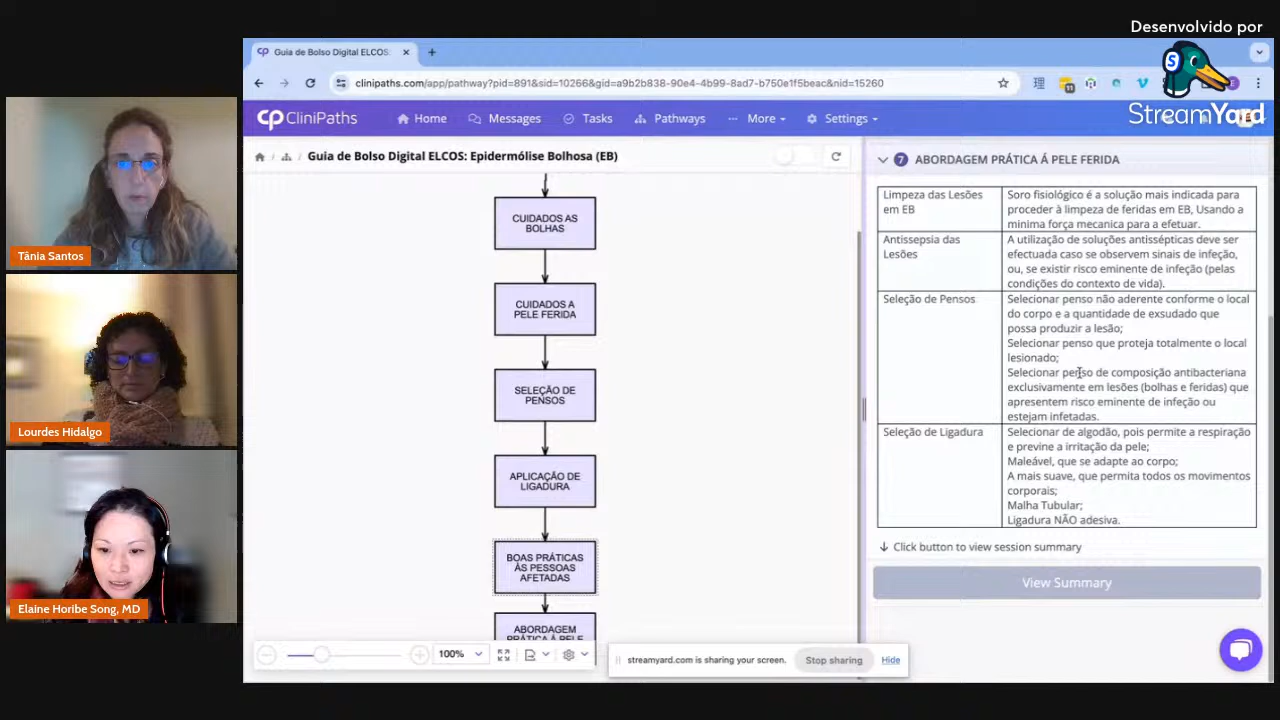 Desenvolvido por
StreamYard
Tânia Santos
Lourdes Hidalgo
Elaine Horibe Song, MD
Guia de Bolso Digital ELCOS:
clinipaths.com/app/pathway?pid=891&sid=10266&gid=a9b2b838-90e4-4b99-8ad7-b750e1f5beac&nid=15260
11
CliniPaths
Home
Messages
Tasks
Pathways
More
Settings
Guia de Bolso Digital ELCOS: Epidermólise Bolhosa (EB)
CUIDADOS AS
BOLHAS
CUIDADOS A
PELE FERIDA
SELEÇÃO DE
PENSOS
APLICAÇÃO DE
LIGADURA
BOAS PRÁTICAS
ÀS PESSOAS
AFETADAS
ABORDAGEM
PRÁTICA Á PELE
100%
7 ABORDAGEM PRÁTICA Á PELE FERIDA
Limpeza das Lesões
em EB
Soro fisiológico é a solução mais indicada para
proceder à limpeza de feridas em EB, Usando a
minima força mecanica para a efetuar.
Antissepsia das
Lesões
A utilização de soluções antissépticas deve ser
efectuada caso se observem sinais de infeção,
ou, se existir risco eminente de infeção (pelas
condições do contexto de vida).
Seleção de Pensos
Selecionar penso não aderente conforme o local
do corpo e a quantidade de exsudado que
possa produzir a lesão;
Selecionar penso que proteja totalmente o local
lesionado;
Selecionar penso de composição antibacteriana
exclusivamente em lesões (bolhas e feridas) que
apresentem risco eminente de infeção ou
estejam infetadas.
Seleção de Ligadura
Selecionar de algodão, pois permite a respiração
e previne a irritação da pele;
Maleável, que se adapte ao corpo;
A mais suave, que permita todos os movimentos
corporais;
Malha Tubular;
Ligadura NÃO adesiva.
Click button to view session summary
View Summary
streamyard.com is sharing your screen.
Stop sharing
Hide